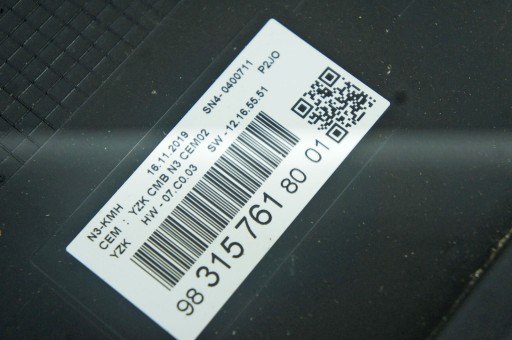 N3-KMH 16.11.2019 SN4-0400711 P2JO
CEM : YZK CMB N3 CEM02
YZK HW - 07.C0.03 SW - 12.16.55.51
98 315 761 80 01